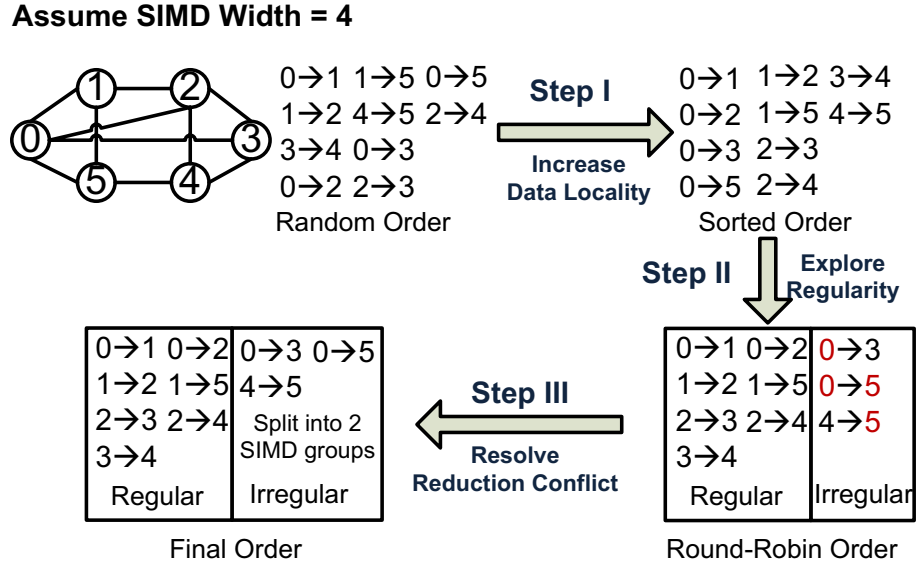 Assume SIMD Width = 4
1 2
0 3
5 4
0→1 1→5 0→5
1→2 4→5 2→4
3→4 0→3
0→2 2→3
Random Order
Step I
Increase
Data Locality
0→1 1→2 3→4
0→2 1→5 4→5
0→3 2→3
0→5 2→4
Sorted Order
Step II
Explore
Regularity
0→1 0→2 0→3
1→2 1→5 0→5
2→3 2→4 4→5
3→4
Regular Irregular
Round-Robin Order
Step III
Resolve
Reduction Conflict
0→1 0→2 0→3 0→5
1→2 1→5 4→5
2→3 2→4 Split into 2
SIMD groups
3→4
Regular Irregular
Final Order